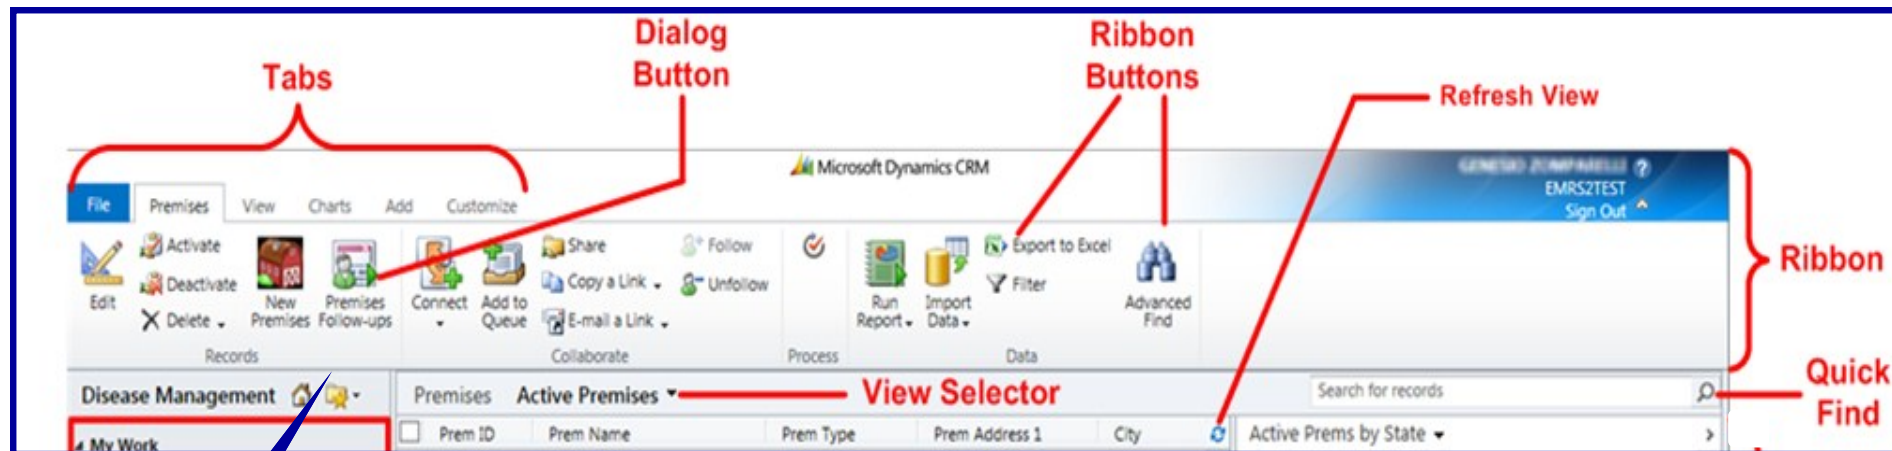 Dialog
Button
Ribbon
Buttons
Tabs
Refresh View
Microsoft Dynamics CRM
?
EMRS2TEST
Sign Out
File Premises View Charts Add Customize
Edit
Activate
Deactivate
Delete
New
Premises
Premises
Follow-ups
Records
Connect
Add to
Queue
Share
Copy a Link
E-mail a Link
Follow
Unfollow
Collaborate
Process
Run
Report
Import
Data
Export to Excel
Filter
Advanced
Find
Data
Ribbon
Disease Management
Premises Active Premises
View Selector
Search for records
Quick
Find
My Work
Prem ID Prem Name Prem Type Prem Address 1 City
Active Prems by State